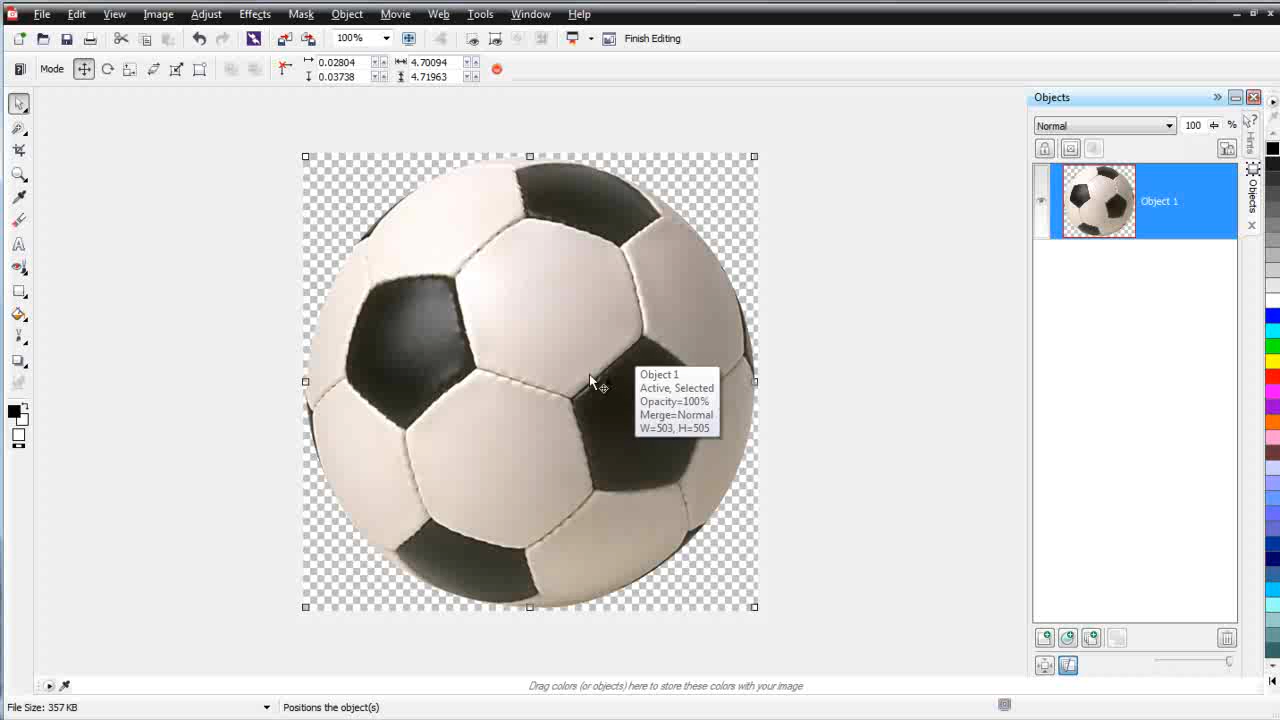 File Edit View Image Adjust Effects Mask Object Movie Web Tools Window Help
100% Finish Editing
Mode 0.02804 4.70094
0.03738 4.71963
Objects
Normal 100 %
Hints
Objects
Object 1
Object 1
Active, Selected
Opacity=100%
Merge=Normal
W=503, H=505
Drag colors (or objects) here to store these colors with your image
File Size: 357 KB Positions the object(s)